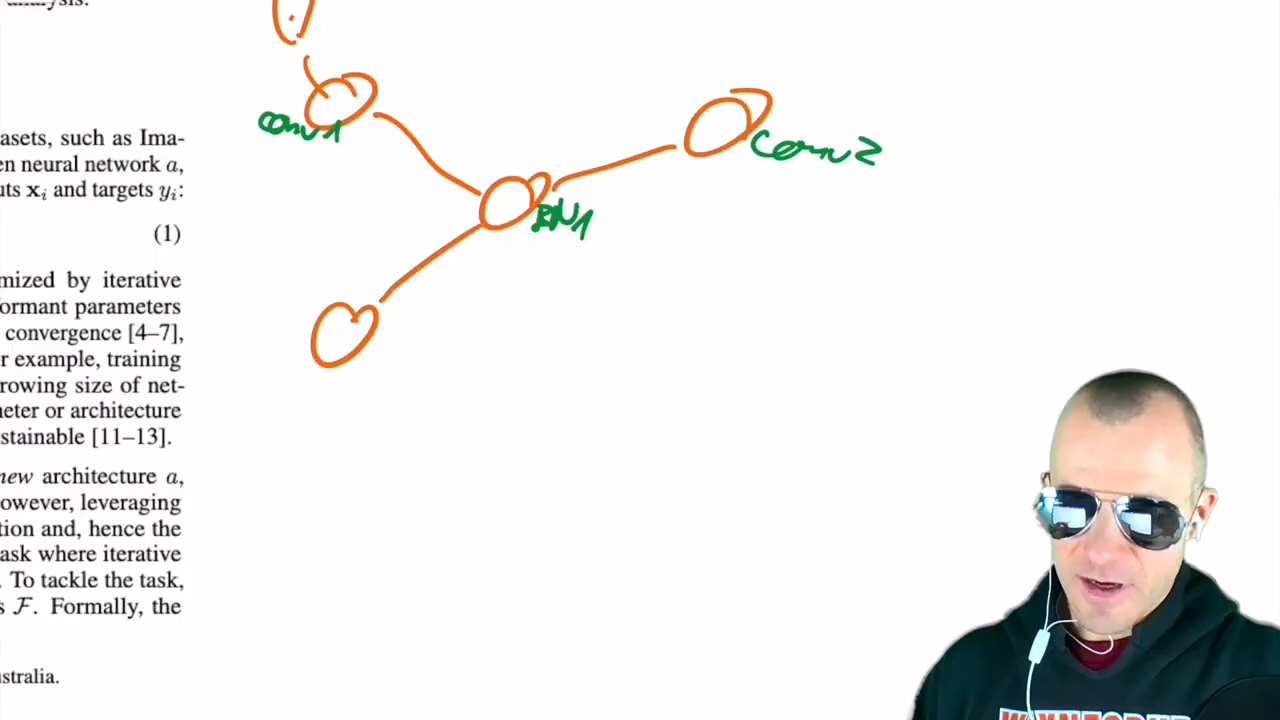 analysis.
asets, such as Ima-
en neural network a,
uts xᵢ and targets yᵢ:
(1)
mized by iterative
ormant parameters
convergence [4–7],
r example, training
rowing size of net-
neter or architecture
stainable [11–13].
new architecture a,
owever, leveraging
tion and, hence the
ask where iterative
. To tackle the task,
s F. Formally, the
stralia.
conv1
conv2
BN1